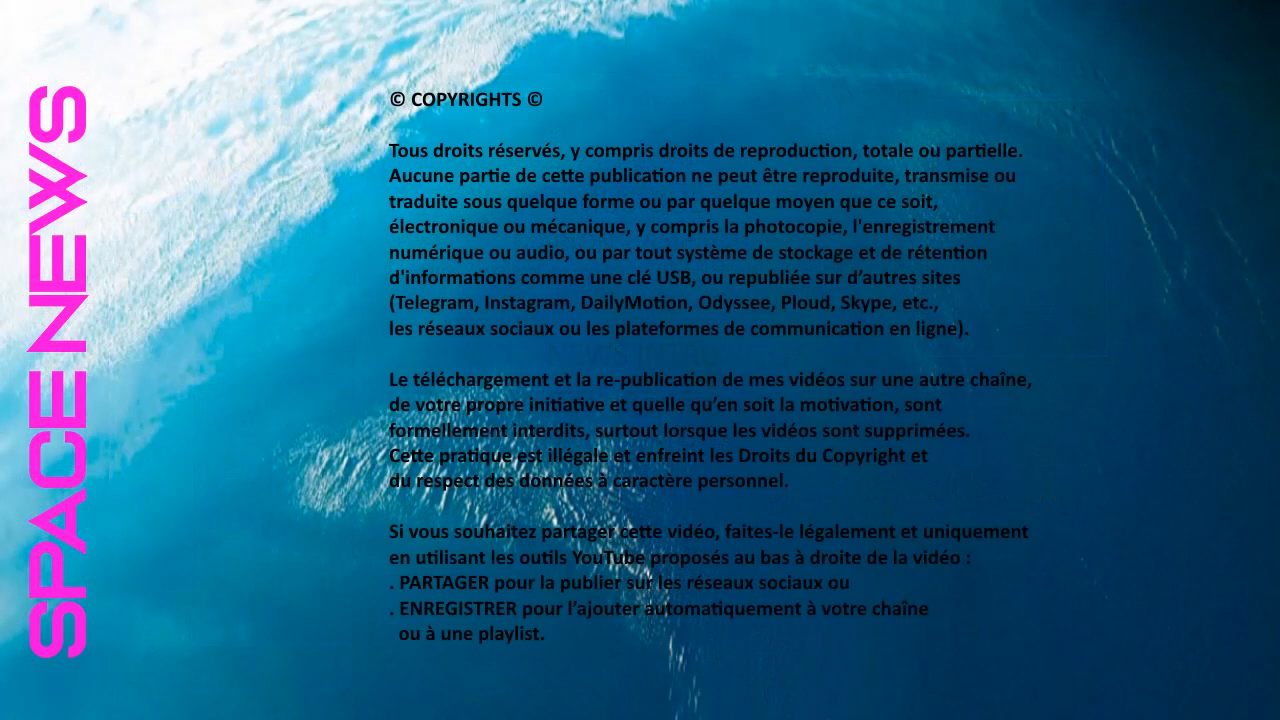 SPACE NEWS
© COPYRIGHTS ©
Tous droits réservés, y compris droits de reproduction, totale ou partielle.
Aucune partie de cette publication ne peut être reproduite, transmise ou
traduite sous quelque forme ou par quelque moyen que ce soit,
électronique ou mécanique, y compris la photocopie, l'enregistrement
numérique ou audio, ou par tout système de stockage et de rétention
d'informations comme une clé USB, ou republiée sur d’autres sites
(Telegram, Instagram, DailyMotion, Odyssee, Ploud, Skype, etc.,
les réseaux sociaux ou les plateformes de communication en ligne).
Le téléchargement et la re-publication de mes vidéos sur une autre chaîne,
de votre propre initiative et quelle qu’en soit la motivation, sont
formellement interdits, surtout lorsque les vidéos sont supprimées.
Cette pratique est illégale et enfreint les Droits du Copyright et
du respect des données à caractère personnel.
Si vous souhaitez partager cette vidéo, faites-le légalement et uniquement
en utilisant les outils YouTube proposés au bas à droite de la vidéo :
. PARTAGER pour la publier sur les réseaux sociaux ou
. ENREGISTRER pour l’ajouter automatiquement à votre chaîne
ou à une playlist.